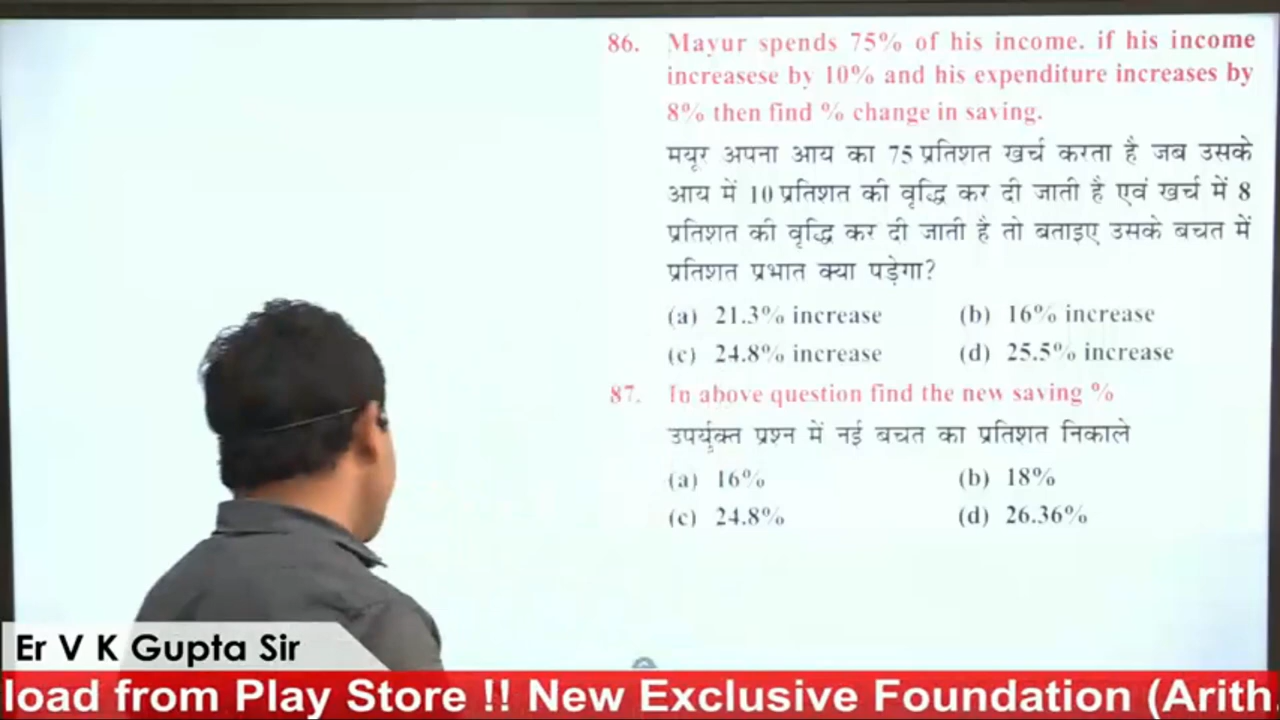 86. Mayur spends 75% of his income. if his income
increasese by 10% and his expenditure increases by
8% then find % change in saving.
मयूर अपना आय का 75 प्रतिशत खर्च करता है जब उसके
आय में 10 प्रतिशत की वृद्धि कर दी जाती है एवं खर्च में 8
प्रतिशत की वृद्धि कर दी जाती है तो बताइए उसके बचत में
प्रतिशत प्रभात क्या पड़ेगा?
(a) 21.3% increase (b) 16% increase
(c) 24.8% increase (d) 25.5% increase
87. In above question find the new saving %
उपर्युक्त प्रश्न में नई बचत का प्रतिशत निकाले
(a) 16% (b) 18%
(c) 24.8% (d) 26.36%
Er V K Gupta Sir
load from Play Store !! New Exclusive Foundation (Arith.